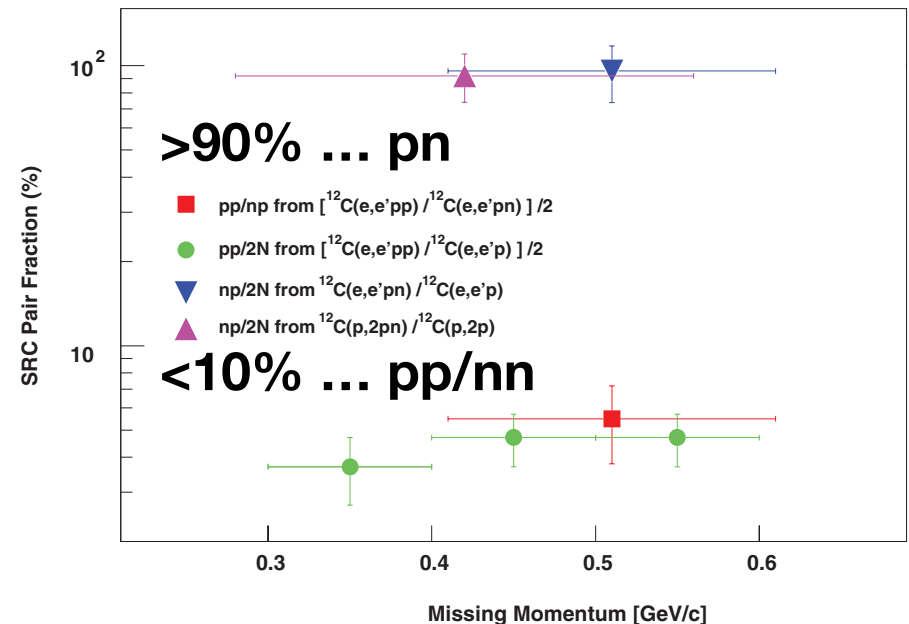 10²
>90% ... pn
pp/np from [ ¹²C(e,e'pp) / ¹²C(e,e'pn) ] /2
pp/2N from [ ¹²C(e,e'pp) / ¹²C(e,e'p) ] /2
np/2N from ¹²C(e,e'pn) / ¹²C(e,e'p)
np/2N from ¹²C(p,2pn) / ¹²C(p,2p)
10
<10% ... pp/nn
SRC Pair Fraction (%)
0.3 0.4 0.5 0.6
Missing Momentum [GeV/c]